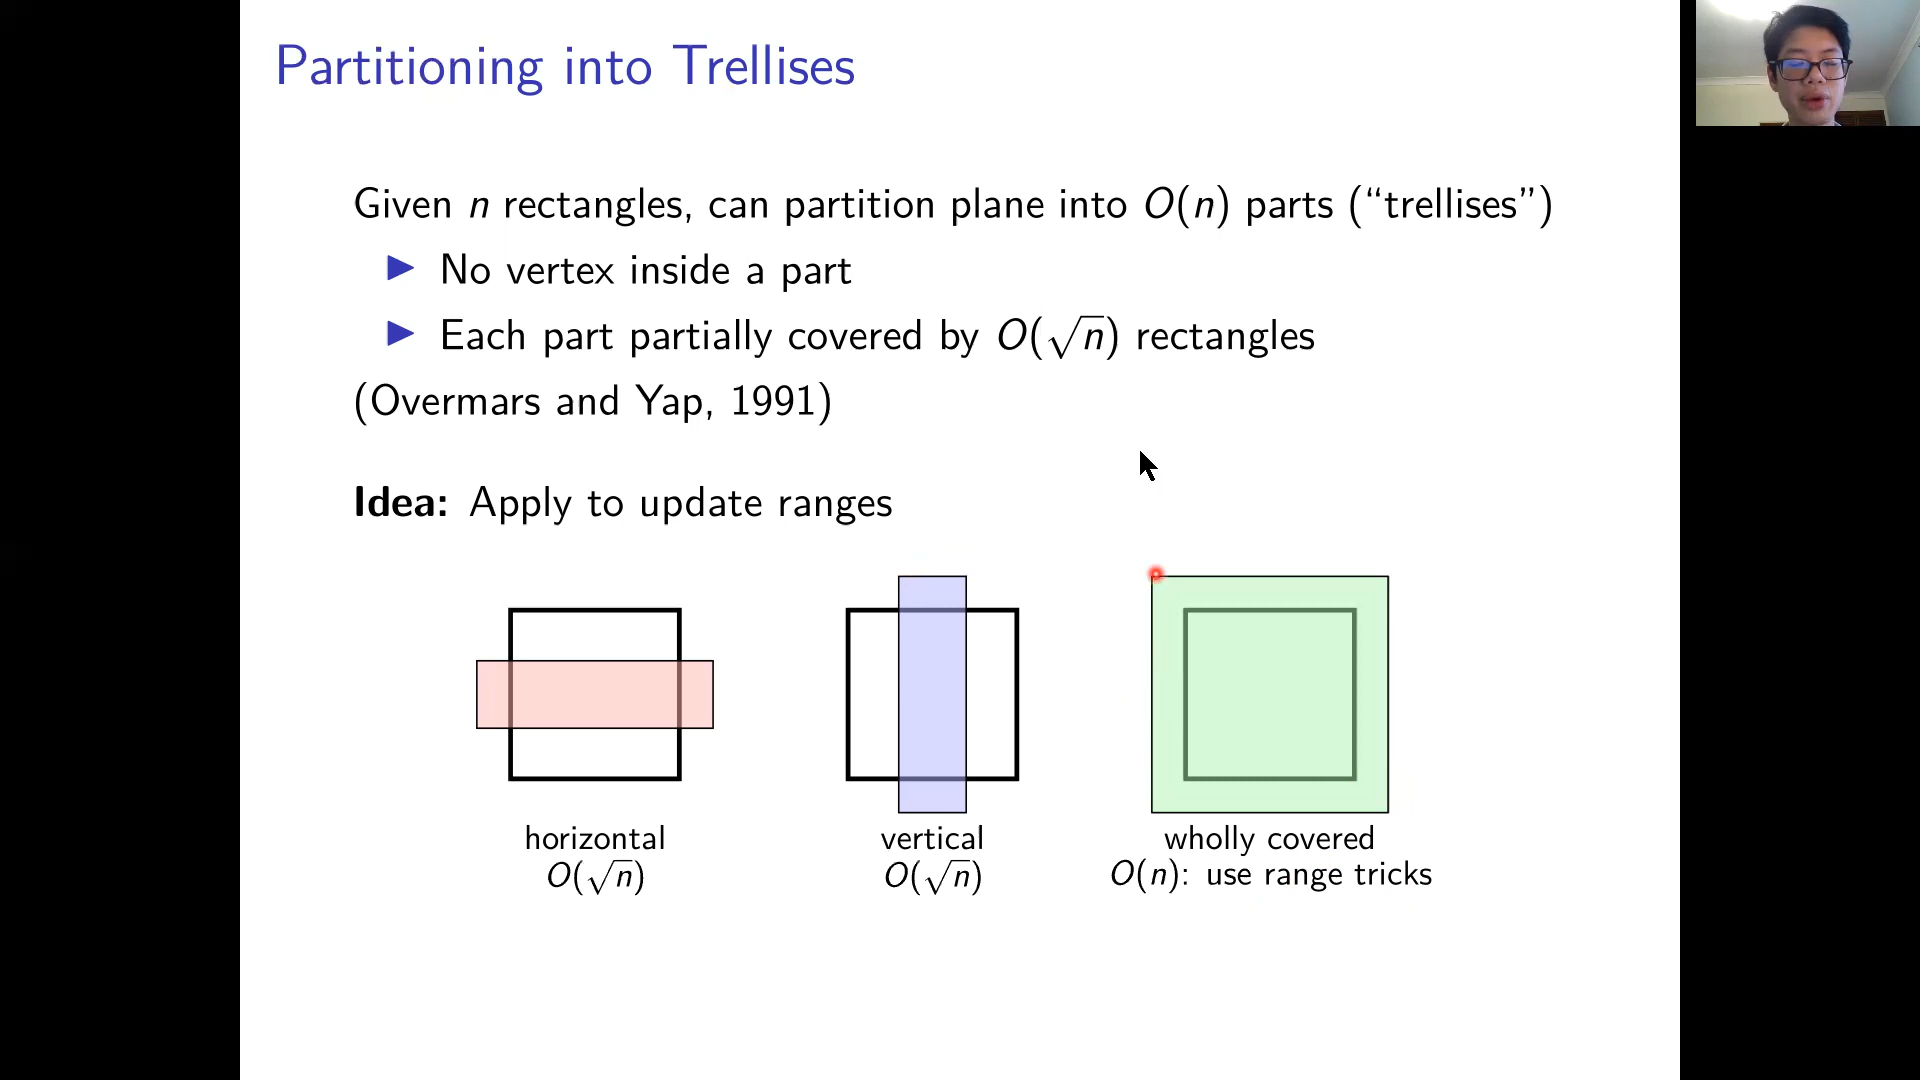 Partitioning into Trellises
Given n rectangles, can partition plane into O(n) parts (“trellises”)
▶ No vertex inside a part
▶ Each part partially covered by O(√n) rectangles
(Overmars and Yap, 1991)
Idea: Apply to update ranges
horizontal
O(√n)
vertical
O(√n)
wholly covered
O(n): use range tricks